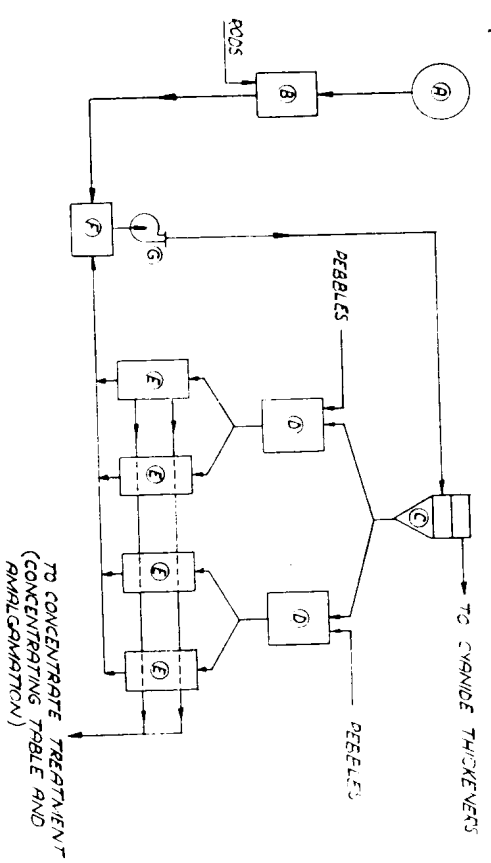 A
B
RODS
F
G
PEBBLES
C
TO CYANIDE THICKENERS
D
D
PEBBLES
E
E
E
E
TO CONCENTRATE TREATMENT
(CONCENTRATING TABLE AND
AMALGAMATION)